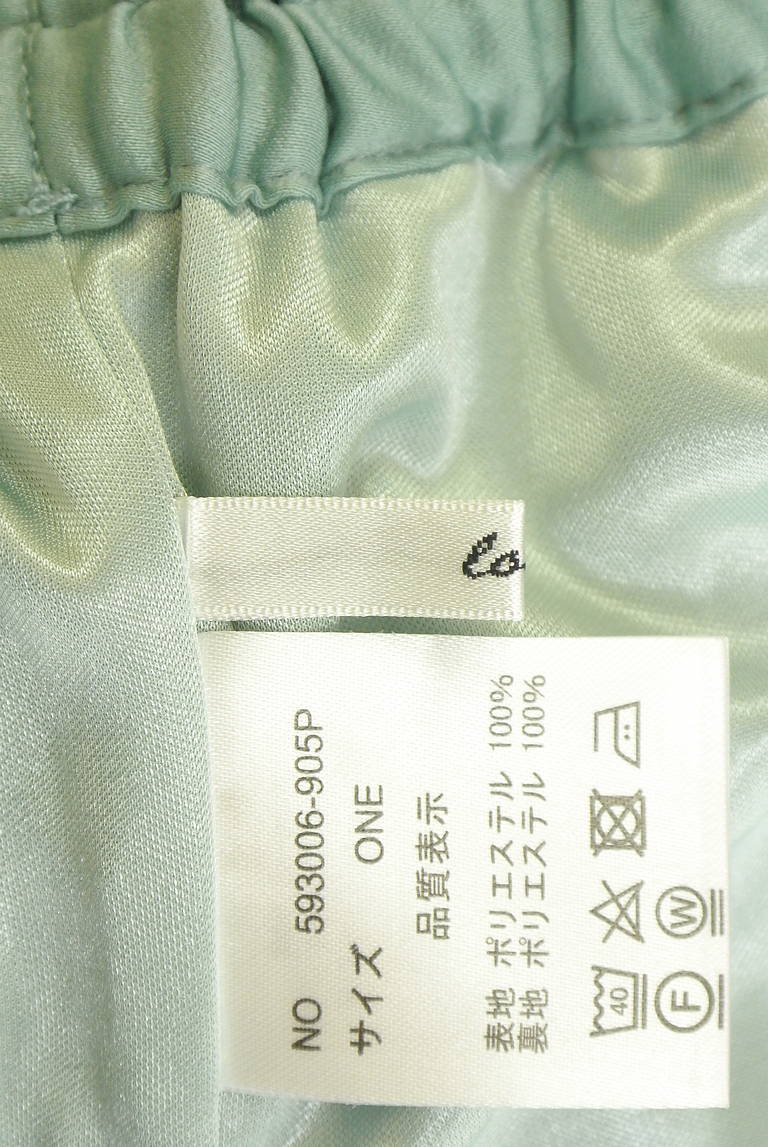 Co
NO 593006-905P
サイズ ONE
品質表示
表地 ポリエステル 100%
裏地 ポリエステル 100%
40
F W